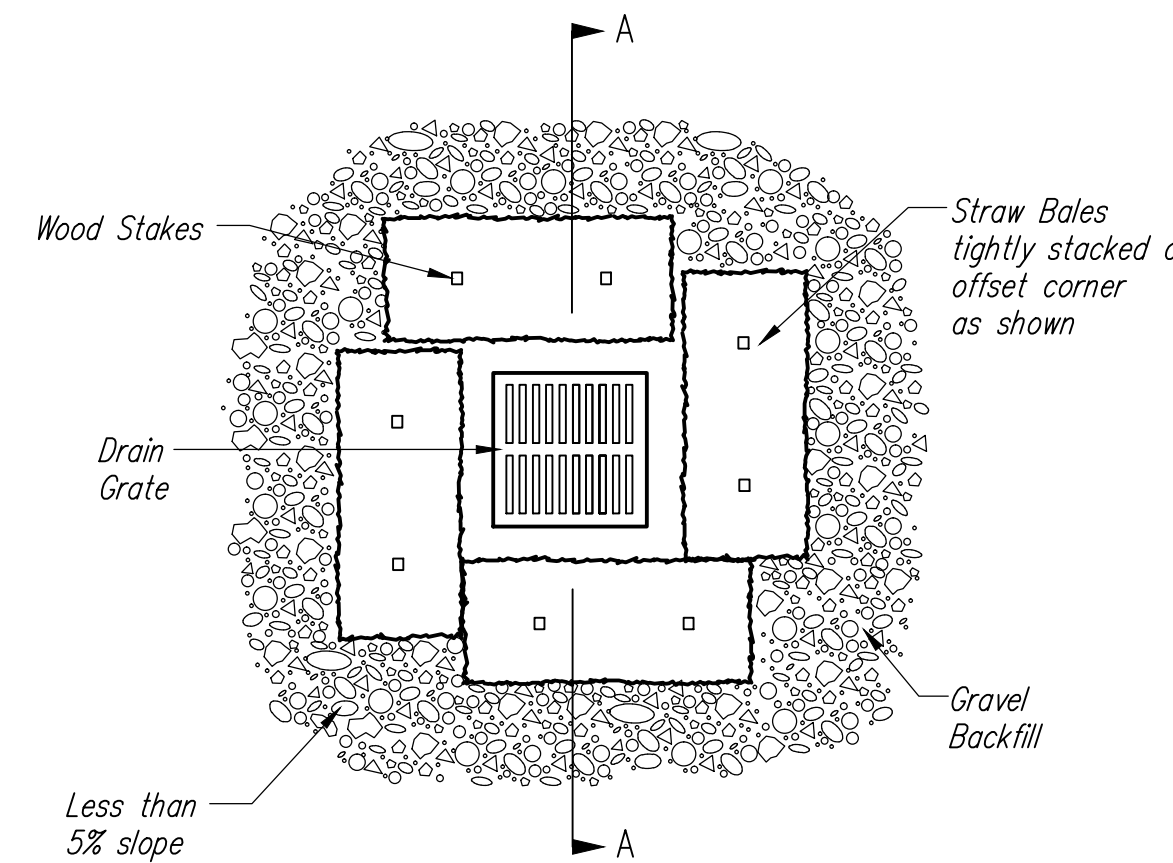 A
Wood Stakes
Straw Bales
tightly stacked
offset corner
as shown
Drain
Grate
Gravel
Backfill
Less than
5% slope
A